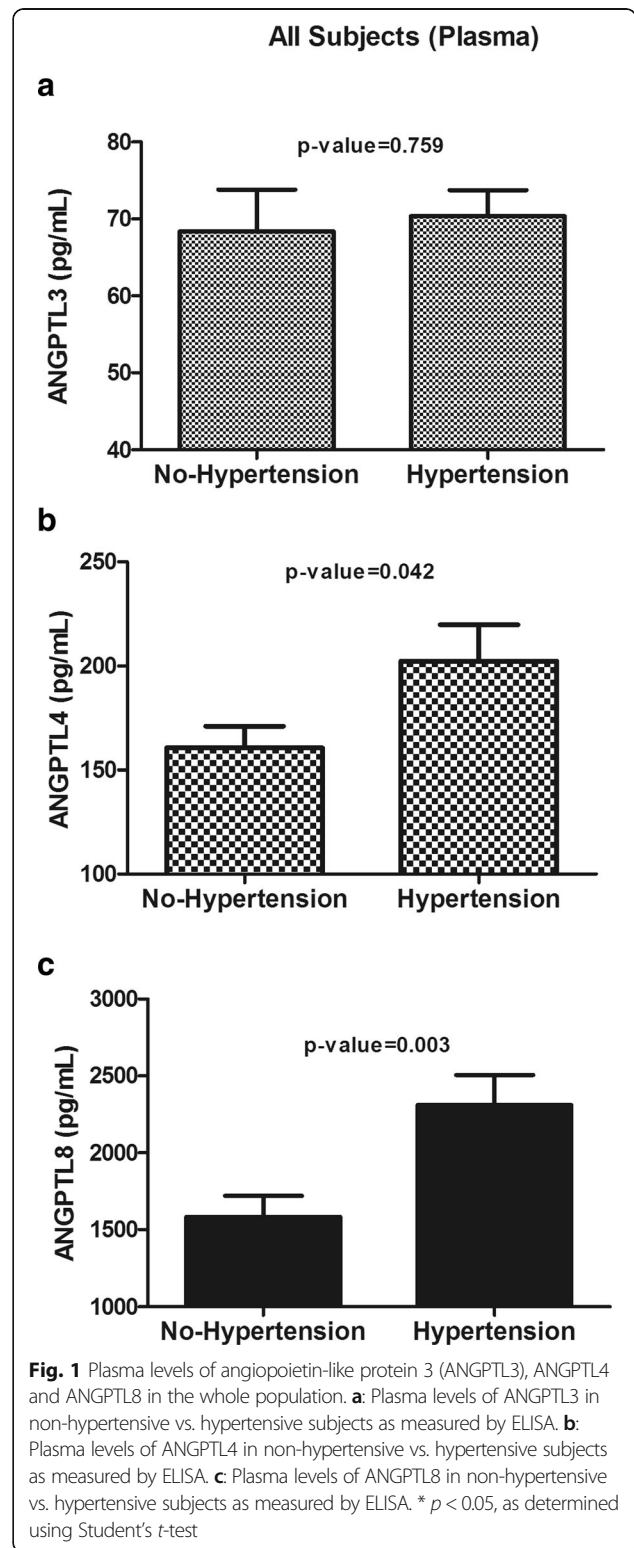 All Subjects (Plasma)
a
p-value=0.759
ANGPTL3 (pg/mL)
80
70
60
50
40
No-Hypertension Hypertension
b
p-value=0.042
ANGPTL4 (pg/mL)
250
200
150
100
No-Hypertension Hypertension
c
p-value=0.003
ANGPTL8 (pg/mL)
3000
2500
2000
1500
1000
No-Hypertension Hypertension
Fig. 1 Plasma levels of angiopoietin-like protein 3 (ANGPTL3), ANGPTL4
and ANGPTL8 in the whole population. a: Plasma levels of ANGPTL3 in
non-hypertensive vs. hypertensive subjects as measured by ELISA. b:
Plasma levels of ANGPTL4 in non-hypertensive vs. hypertensive subjects
as measured by ELISA. c: Plasma levels of ANGPTL8 in non-hypertensive
vs. hypertensive subjects as measured by ELISA. * p < 0.05, as determined
using Student's t-test